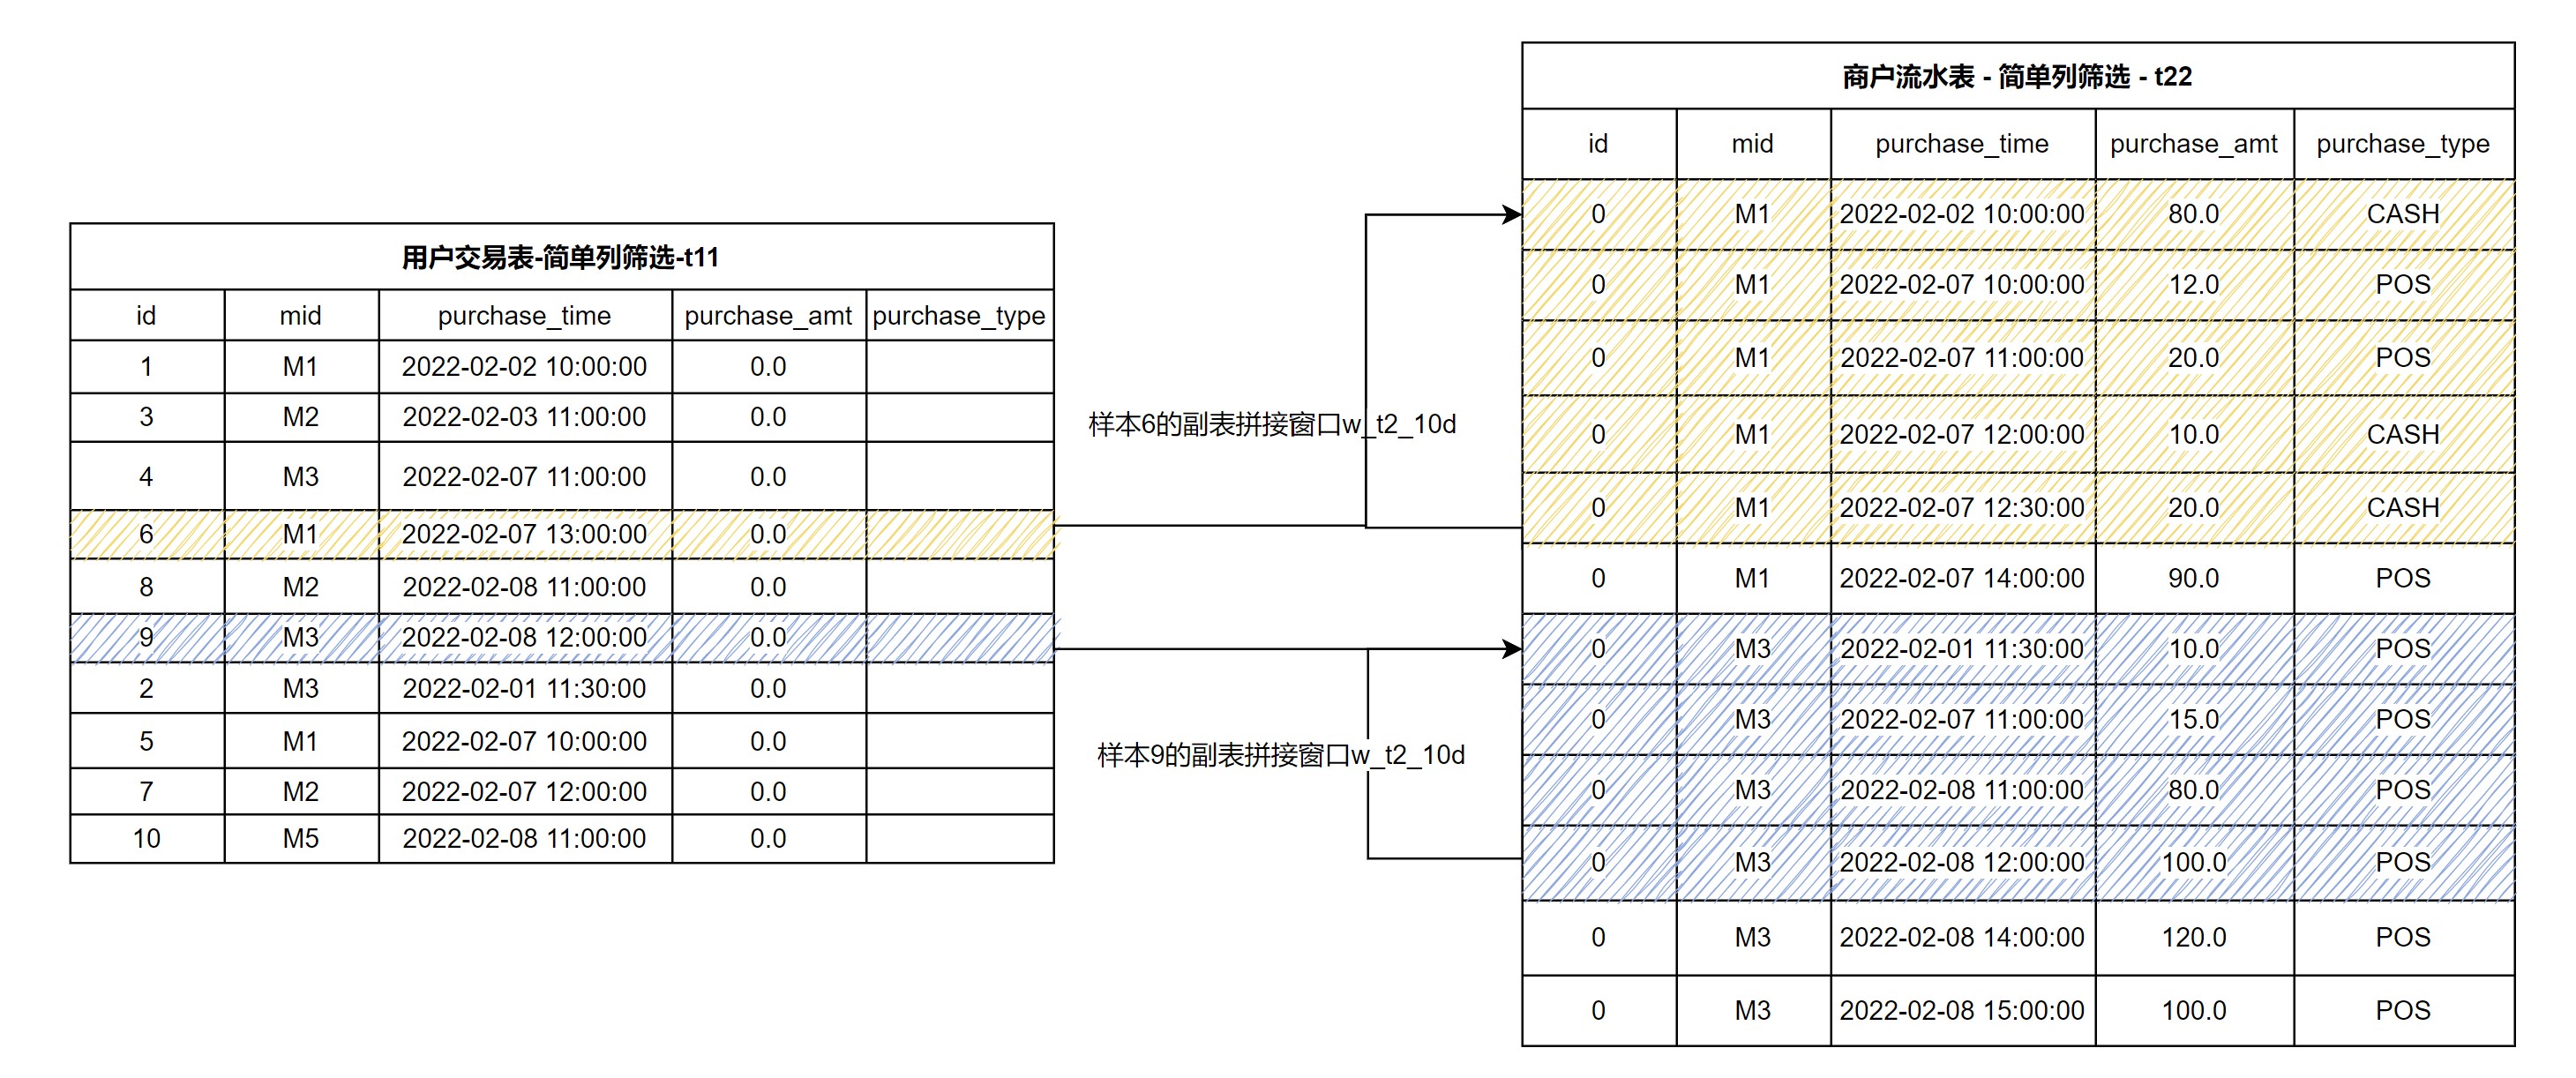 用户交易表-简单列筛选-t11
id mid purchase_time purchase_amt purchase_type
1 M1 2022-02-02 10:00:00 0.0
3 M2 2022-02-03 11:00:00 0.0
4 M3 2022-02-07 11:00:00 0.0
6 M1 2022-02-07 13:00:00 0.0
8 M2 2022-02-08 11:00:00 0.0
9 M3 2022-02-08 12:00:00 0.0
2 M3 2022-02-01 11:30:00 0.0
5 M1 2022-02-07 10:00:00 0.0
7 M2 2022-02-07 12:00:00 0.0
10 M5 2022-02-08 11:00:00 0.0
样本6的副表拼接窗口w_t2_10d
样本9的副表拼接窗口w_t2_10d
商户流水表 - 简单列筛选 - t22
id mid purchase_time purchase_amt purchase_type
0 M1 2022-02-02 10:00:00 80.0 CASH
0 M1 2022-02-07 10:00:00 12.0 POS
0 M1 2022-02-07 11:00:00 20.0 POS
0 M1 2022-02-07 12:00:00 10.0 CASH
0 M1 2022-02-07 12:30:00 20.0 CASH
0 M1 2022-02-07 14:00:00 90.0 POS
0 M3 2022-02-01 11:30:00 10.0 POS
0 M3 2022-02-07 11:00:00 15.0 POS
0 M3 2022-02-08 11:00:00 80.0 POS
0 M3 2022-02-08 12:00:00 100.0 POS
0 M3 2022-02-08 14:00:00 120.0 POS
0 M3 2022-02-08 15:00:00 100.0 POS